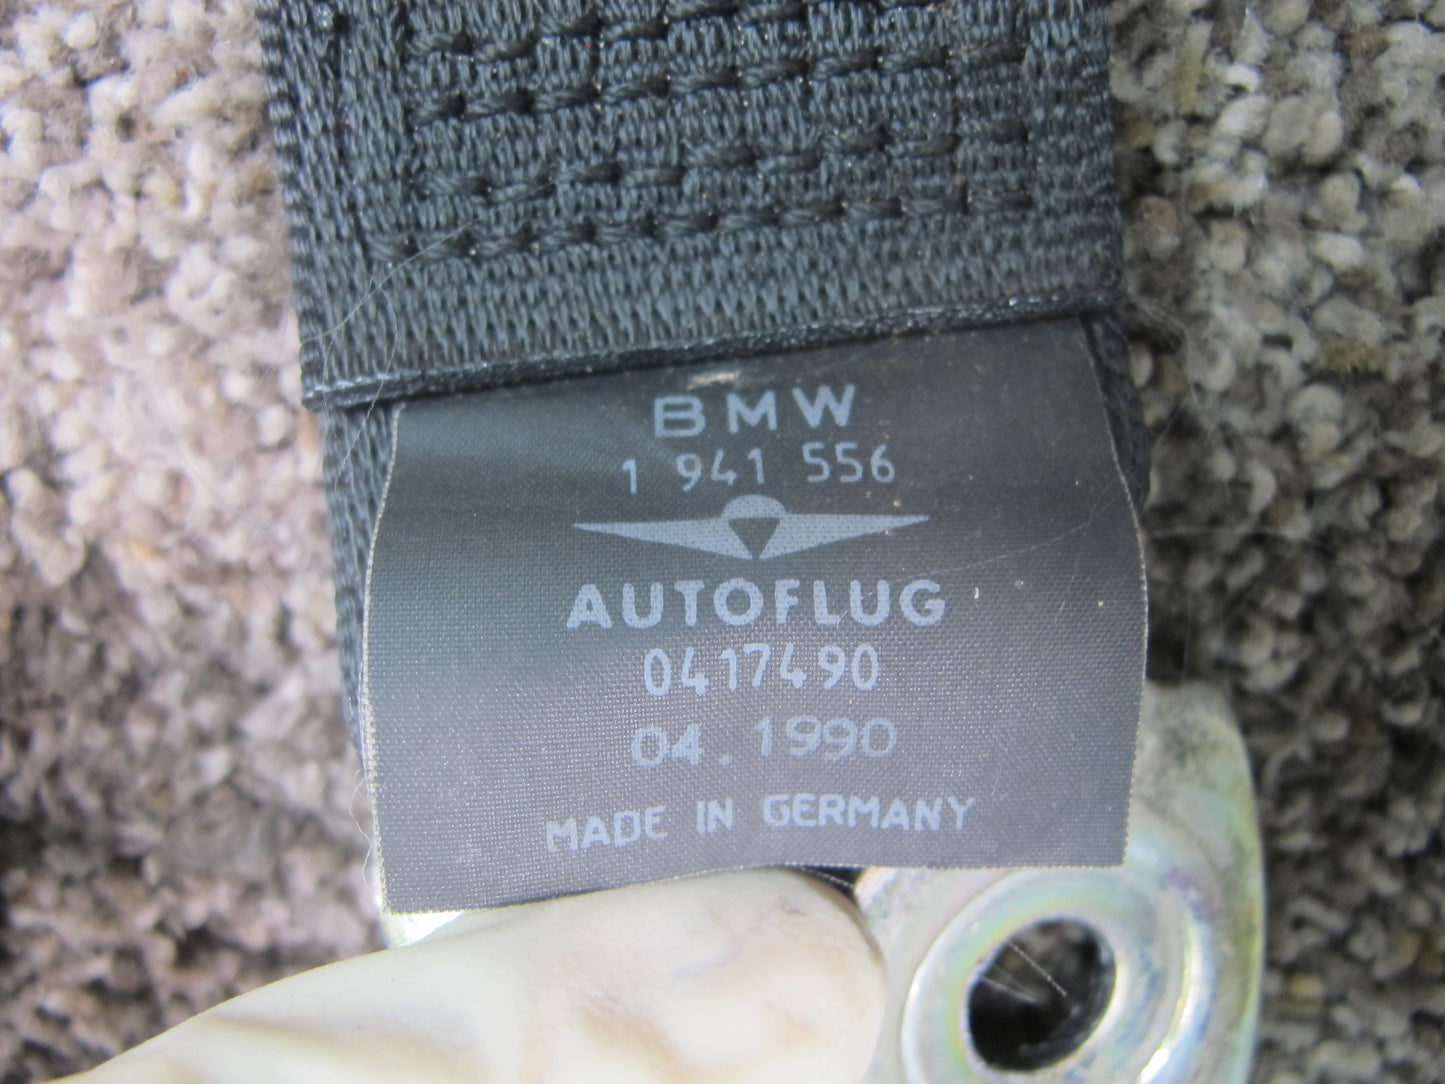 BMW
1 941 556
AUTOFLUG
0417490
04.1990
MADE IN GERMANY